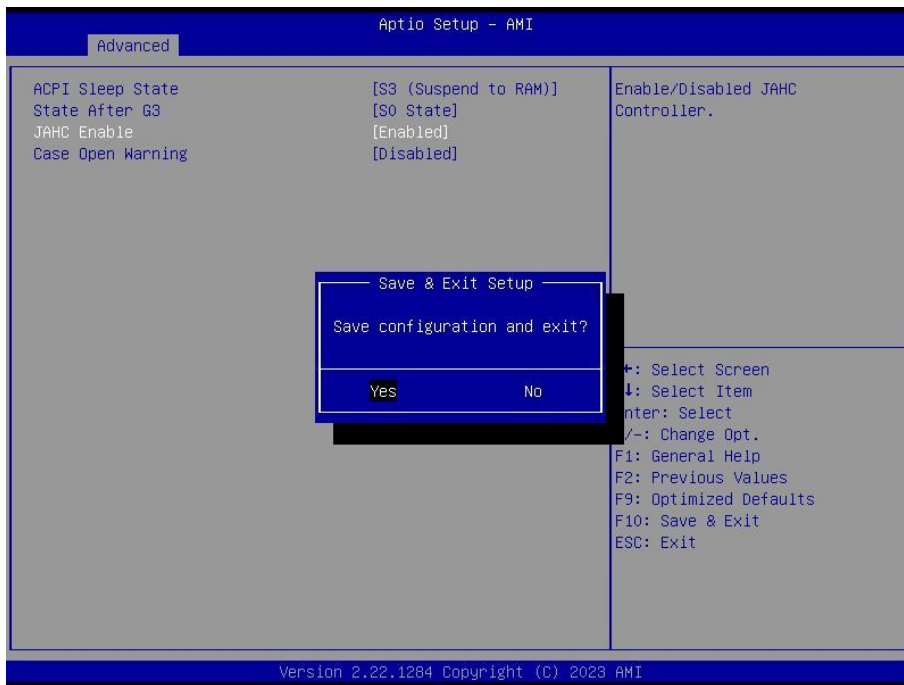 Aptio Setup – AMI
Advanced
ACPI Sleep State [S3 (Suspend to RAM)]
State After G3 [S0 State]
JAHC Enable [Enabled]
Case Open Warning [Disabled]
Enable/Disabled JAHC
Controller.
Save & Exit Setup
Save configuration and exit?
Yes No
: Select Screen
: Select Item
nter: Select
/-: Change Opt.
F1: General Help
F2: Previous Values
F9: Optimized Defaults
F10: Save & Exit
ESC: Exit
Version 2.22.1284 Copyright (C) 2023 AMI